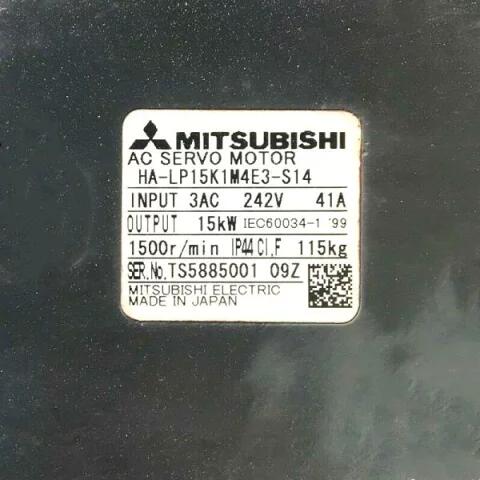 MITSUBISHI
AC SERVO MOTOR
HA-LP15K1M4E3-S14
INPUT 3AC 242V 41A
OUTPUT 15kW IEC60034-1 '99
1500r/min IP44 CI.F 115kg
SER.No.TS5885001 09Z
MITSUBISHI ELECTRIC
MADE IN JAPAN